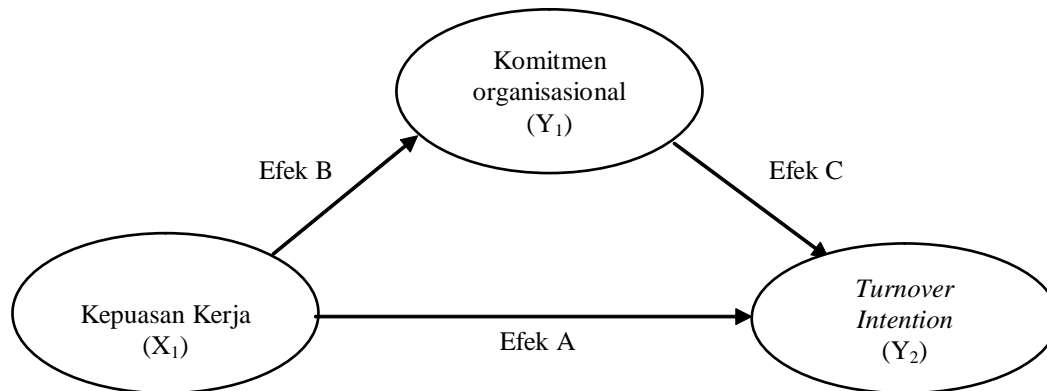 Komitmen
organisasional
(Y₁)
Efek B
Efek C
Kepuasan Kerja
(X₁)
Efek A
Turnover
Intention
(Y₂)